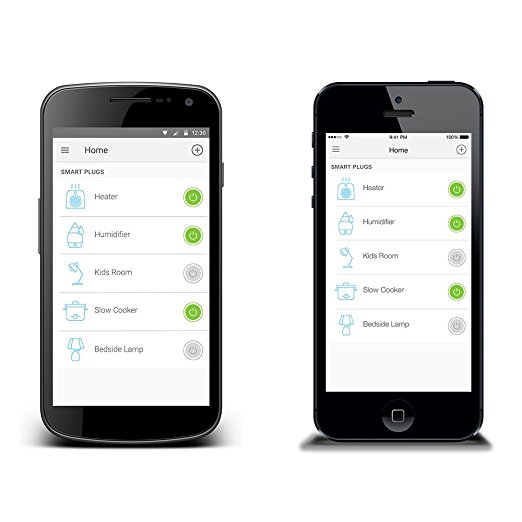 12:30
Home
SMART PLUGS
Heater
Humidifier
Kids Room
Slow Cooker
Bedside Lamp
9:41 PM 100%
Home
SMART PLUGS
Heater
Humidifier
Kids Room
Slow Cooker
Bedside Lamp